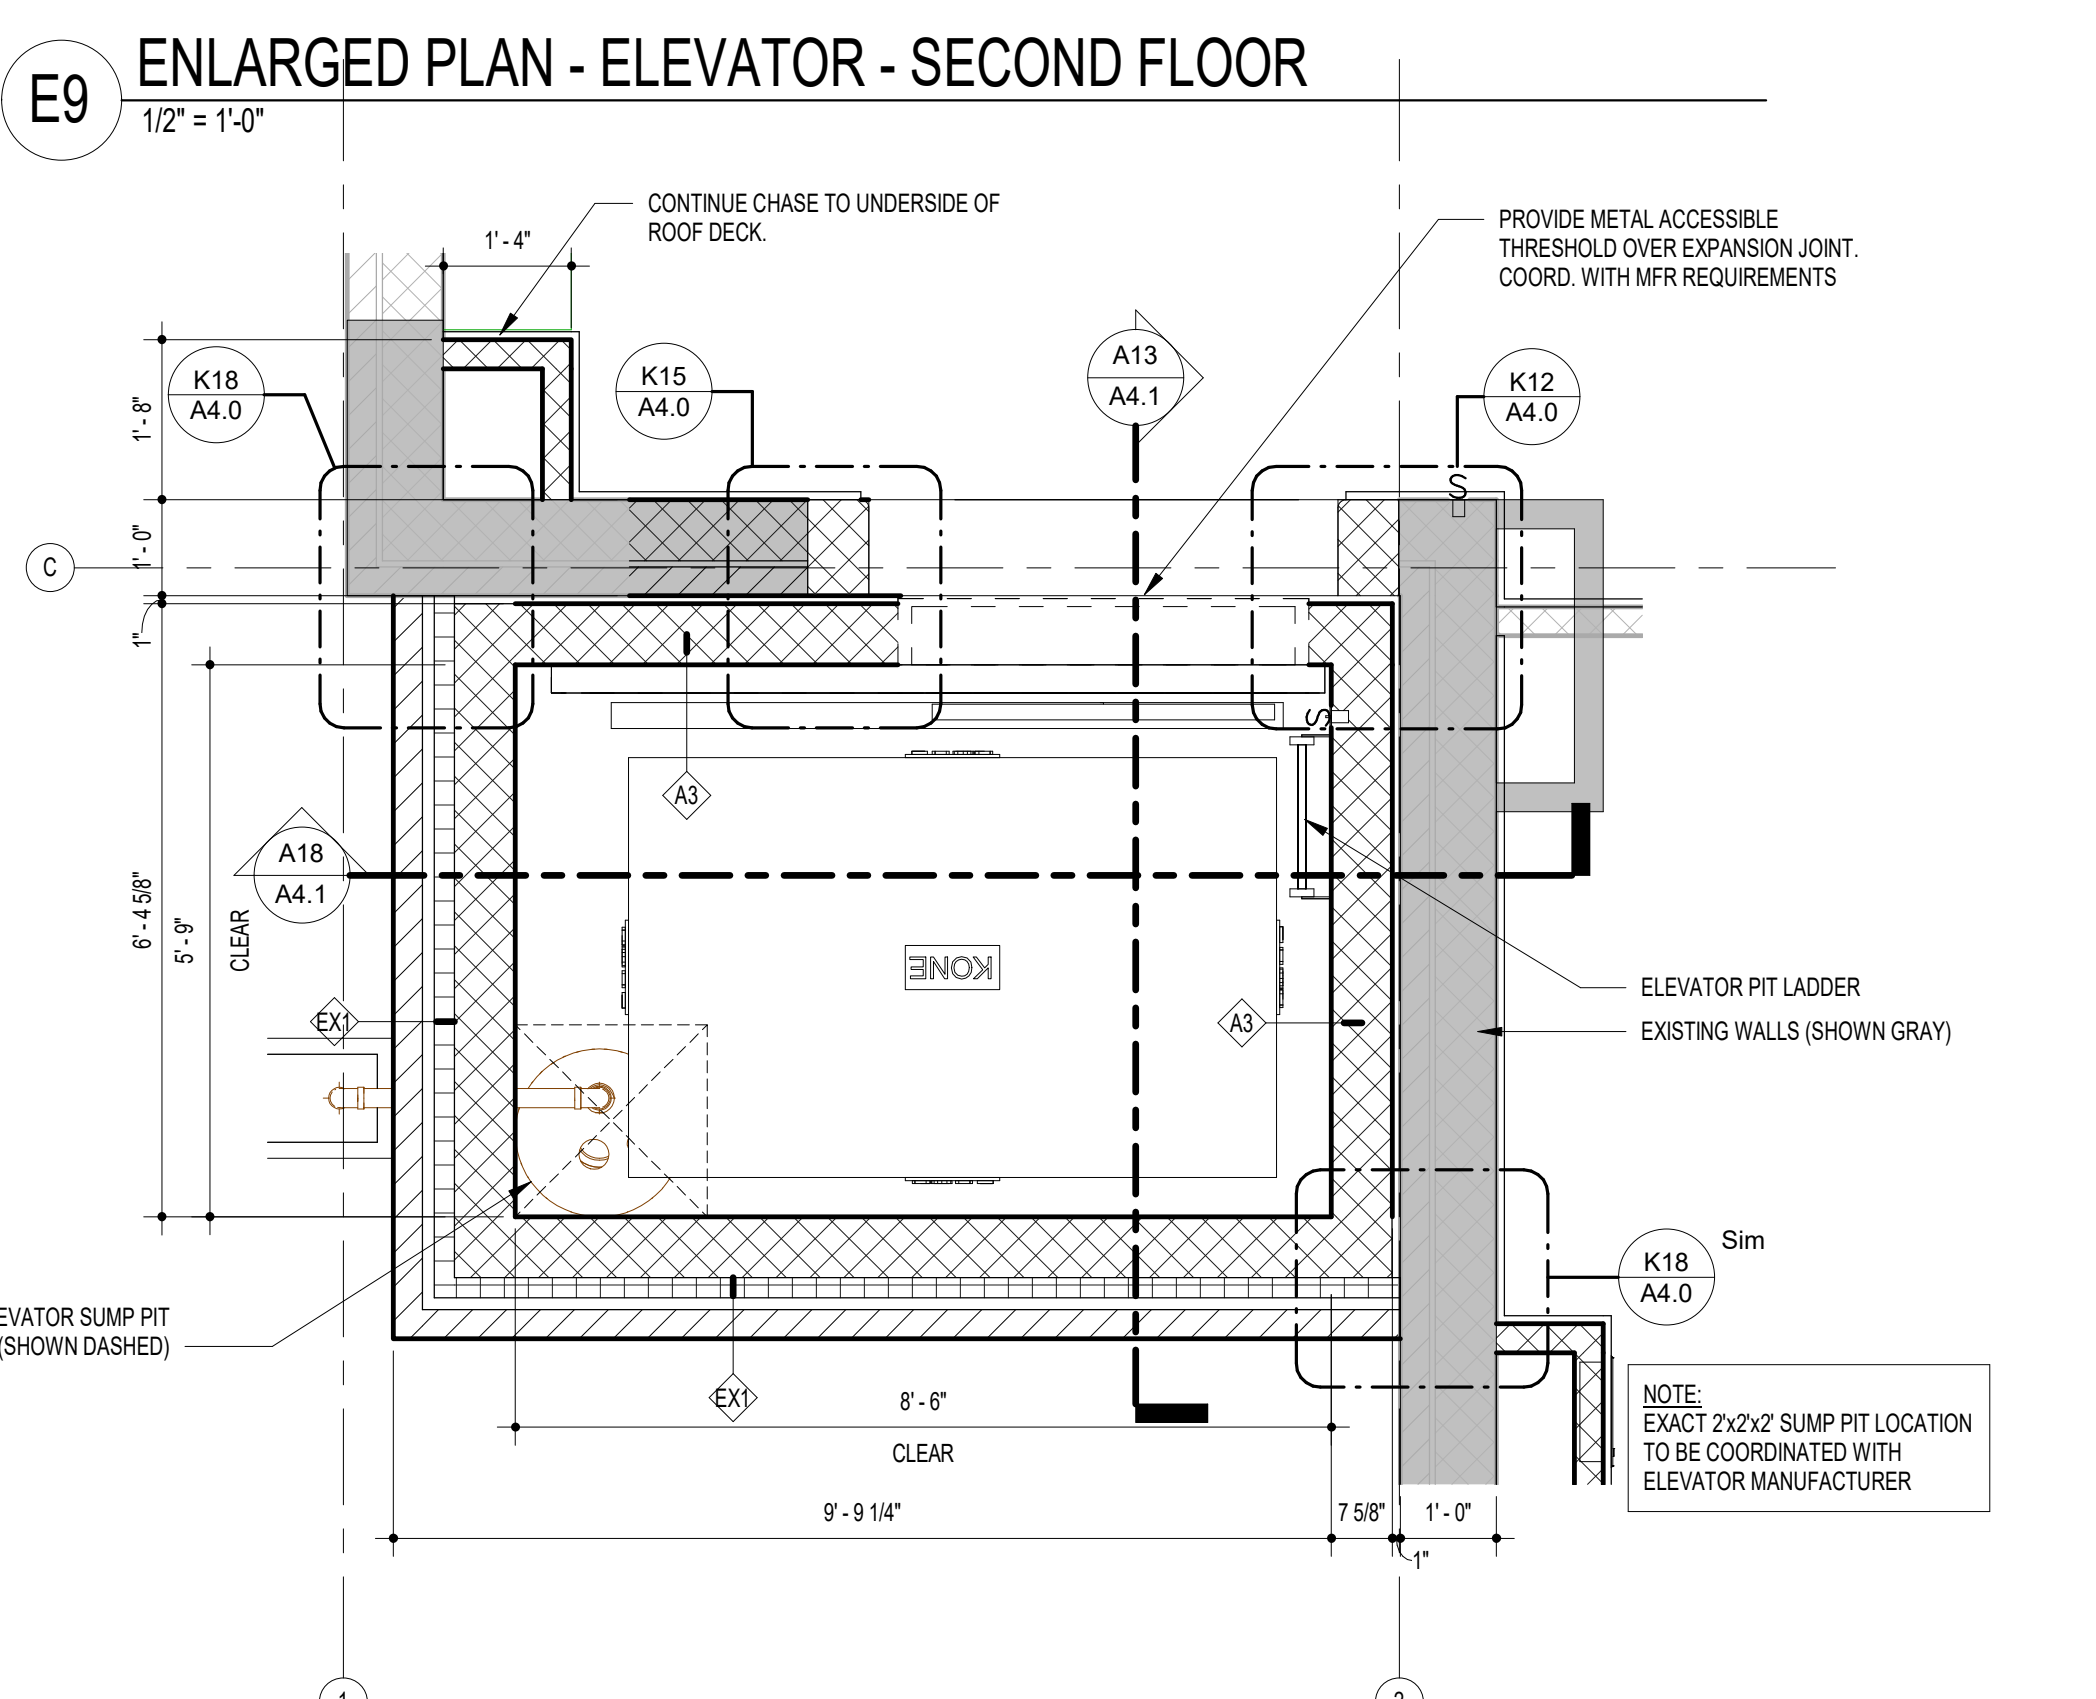 E9
ENLARGED PLAN - ELEVATOR - SECOND FLOOR
1/2" = 1'-0"
CONTINUE CHASE TO UNDERSIDE OF
ROOF DECK.
PROVIDE METAL ACCESSIBLE
THRESHOLD OVER EXPANSION JOINT.
COORD. WITH MFR REQUIREMENTS
1' - 4"
K18
A4.0
K15
A4.0
A13
A4.1
K12
A4.0
1' - 8"
S
1' - 0"
C
1"
S
A3
A18
A4.1
6' - 4 5/8"
5' - 9"
CLEAR
KONE
ELEVATOR PIT LADDER
EX1
A3
EXISTING WALLS (SHOWN GRAY)
K18
A4.0
Sim
EVATOR SUMP PIT
(SHOWN DASHED)
EX1
8' - 6"
CLEAR
NOTE:
EXACT 2'x2'x2' SUMP PIT LOCATION
TO BE COORDINATED WITH
ELEVATOR MANUFACTURER
9' - 9 1/4"
7 5/8"
1' - 0"
1"